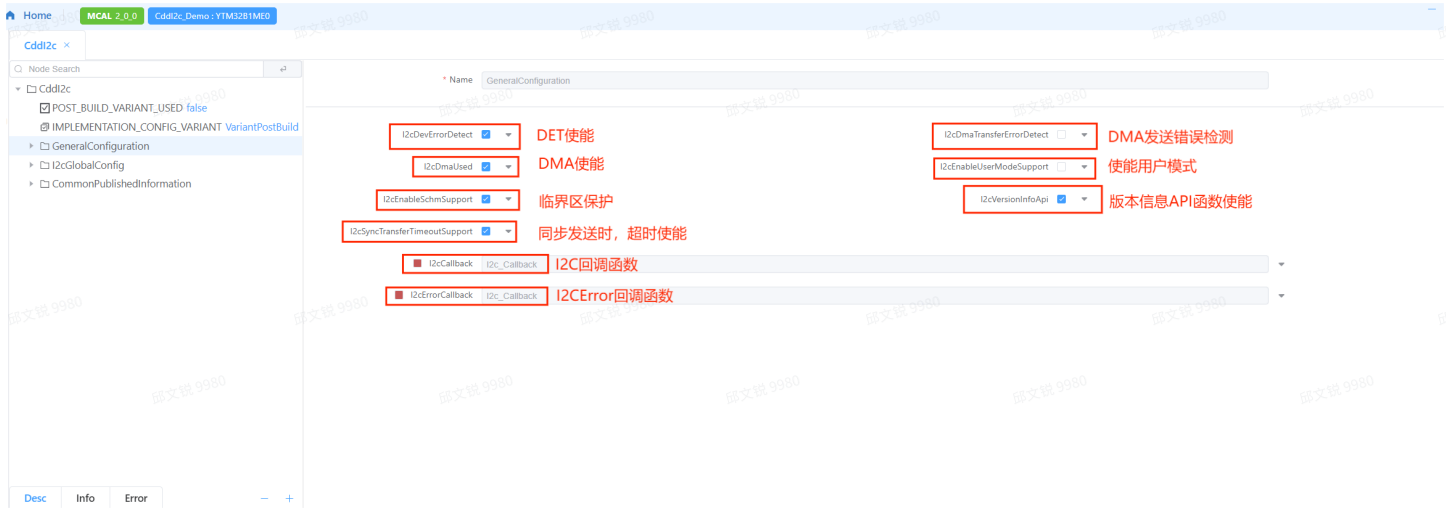 Home
MCAL 2_0_0
CddI2c_Demo : YTM32B1ME0
CddI2c ×
Node Search
CddI2c
POST_BUILD_VARIANT_USED false
IMPLEMENTATION_CONFIG_VARIANT VariantPostBuild
GeneralConfiguration
I2cGlobalConfig
CommonPublishedInformation
* Name GeneralConfiguration
I2cDevErrorDetect DET使能
I2cDmaTransferErrorDetect DMA发送错误检测
I2cDmaUsed DMA使能
I2cEnableUserModeSupport 使能用户模式
I2cEnableSchmSupport 临界区保护
I2cVersionInfoApi 版本信息API函数使能
I2cSyncTransferTimeoutSupport 同步发送时，超时使能
I2cCallback I2c_Callback I2C回调函数
I2cErrorCallback I2c_Callback I2CError回调函数
Desc Info Error − +
邱文锐 9980